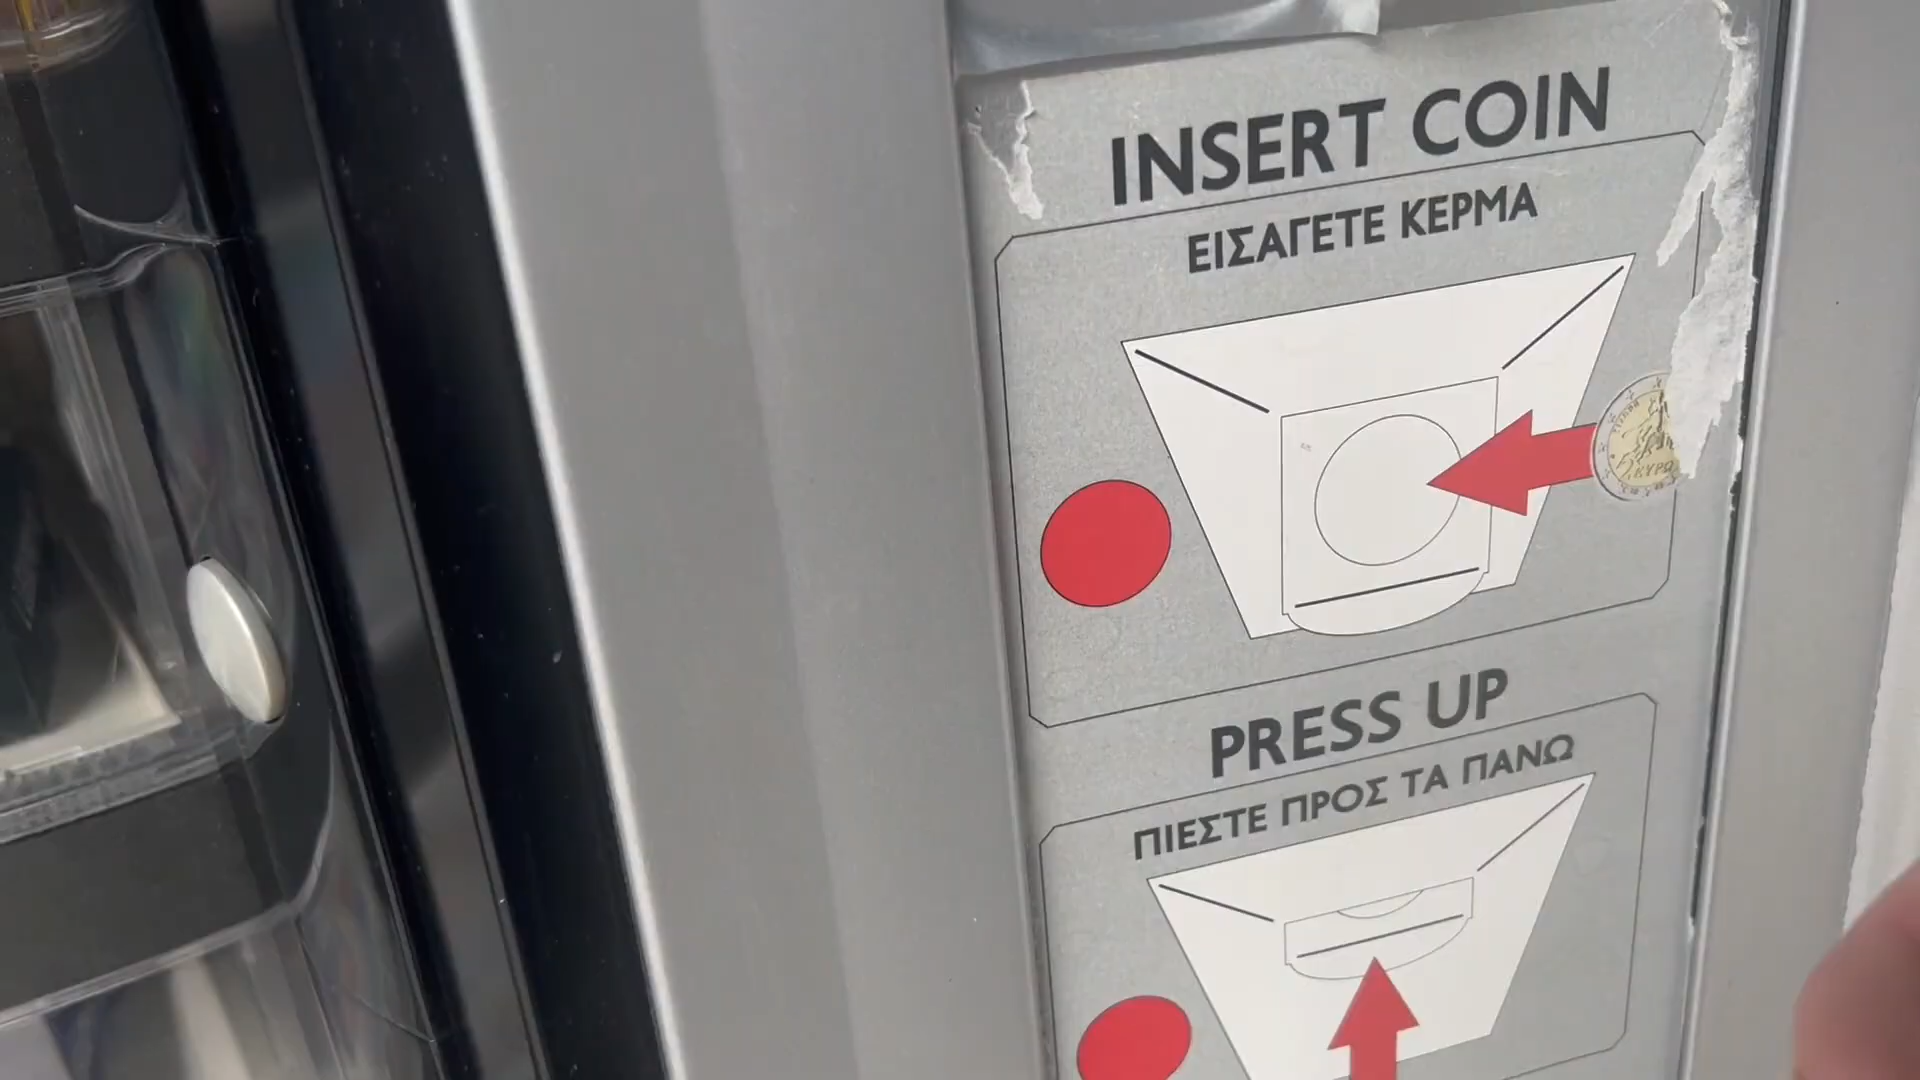 INSERT COIN
ΕΙΣΑΓΕΤΕ ΚΕΡΜΑ
PRESS UP
ΠΙΕΣΤΕ ΠΡΟΣ ΤΑ ΠΑΝΩ